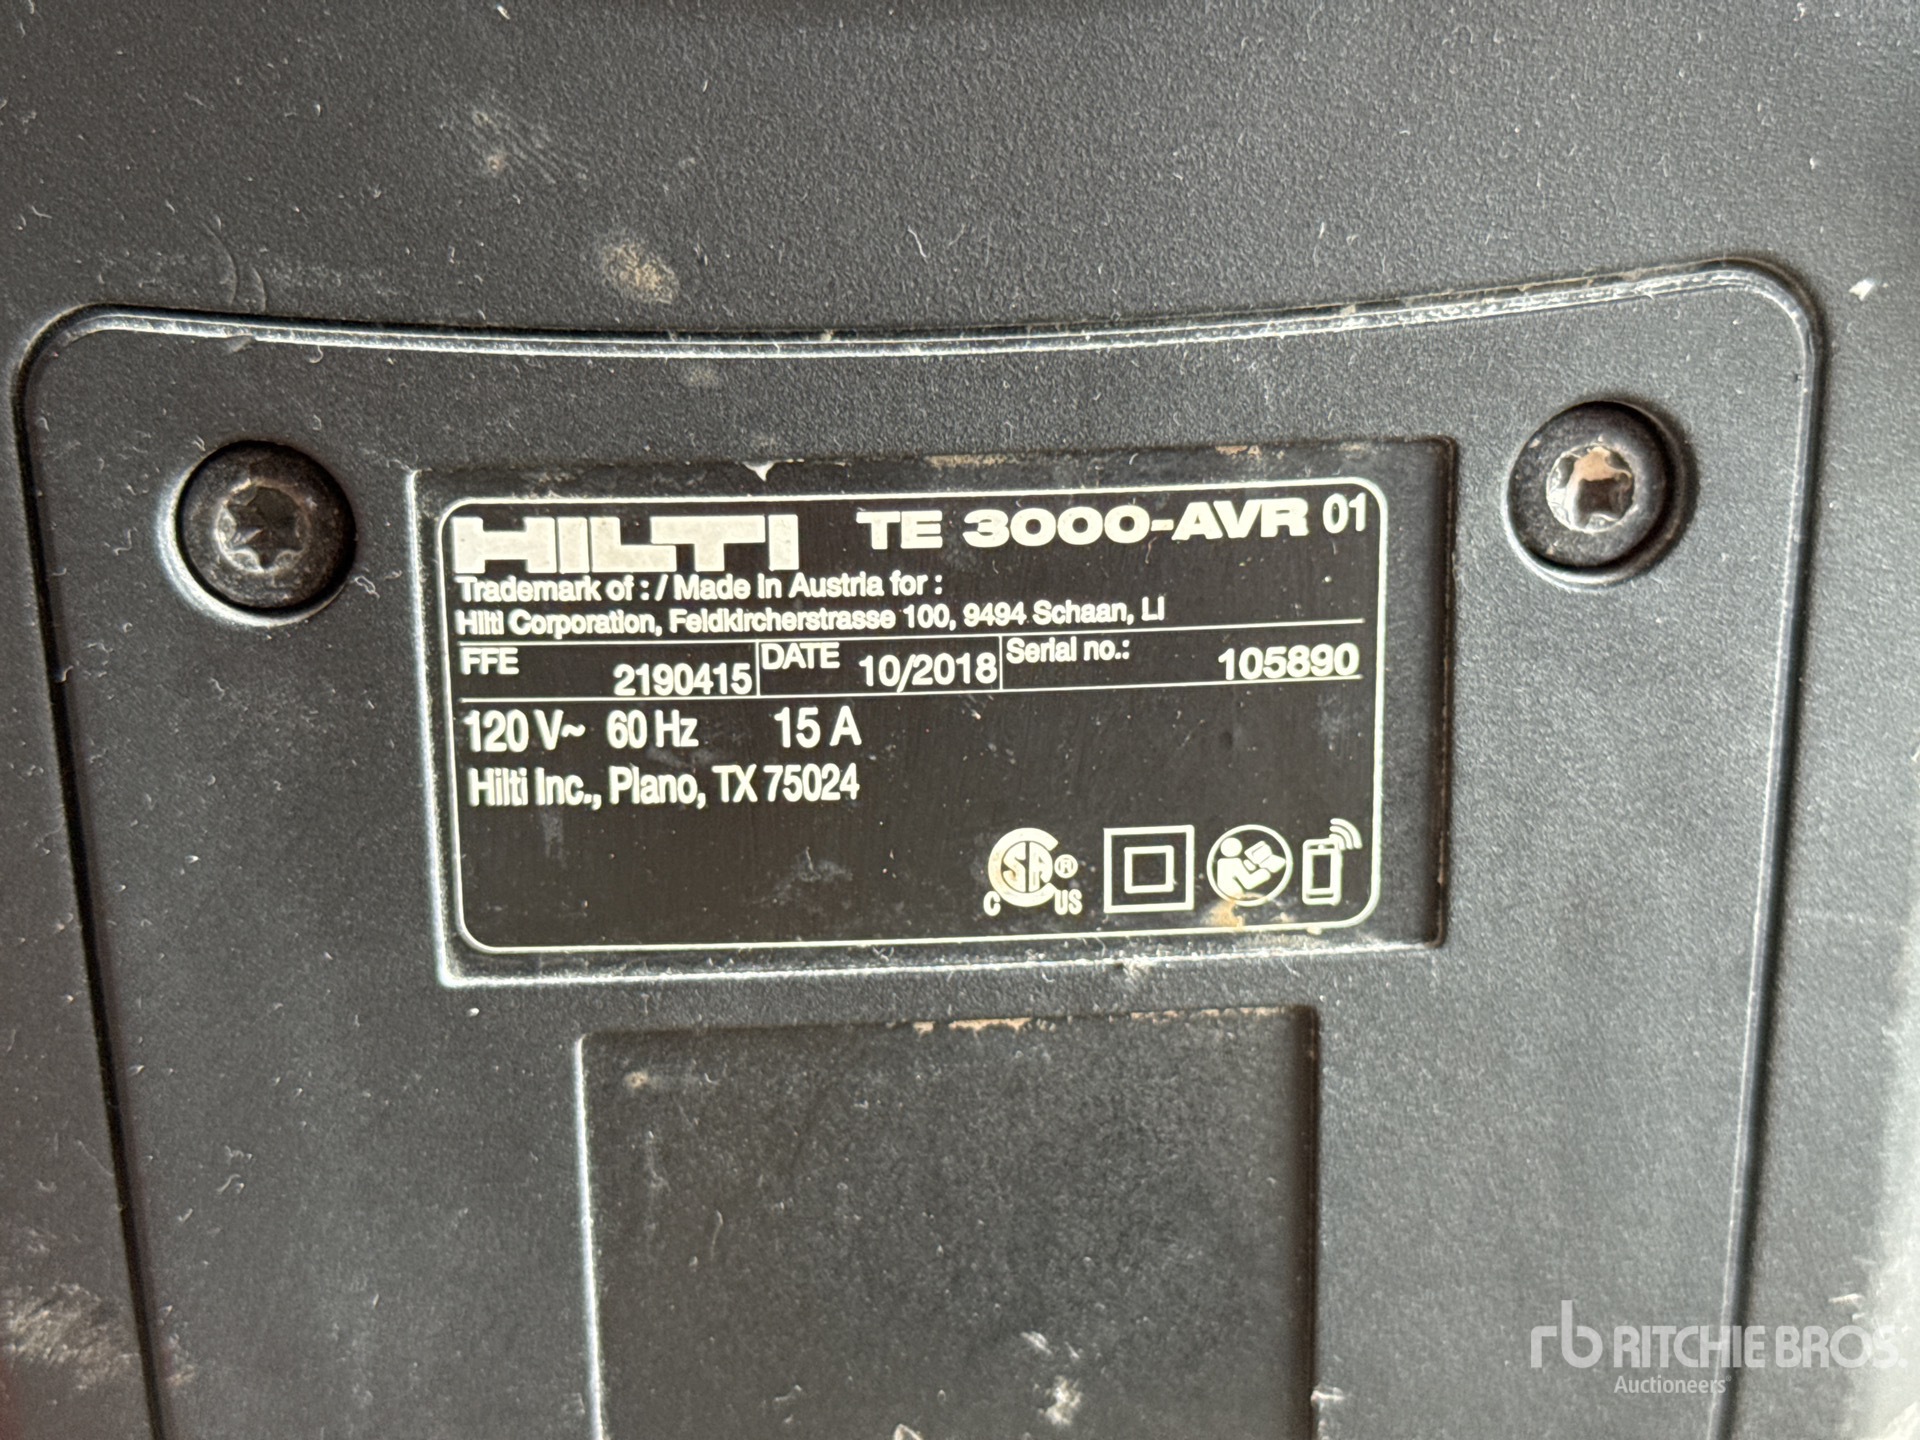 HILTI TE 3000-AVR 01
Trademark of : / Made in Austria for :
Hilti Corporation, Feldkircherstrasse 100, 9494 Schaan, LI
FFE 2190415 DATE 10/2018 Serial no.: 105890
120 V~ 60 Hz 15 A
Hilti Inc., Plano, TX 75024
CSA®
C US
rb RITCHIE BROS.
Auctioneers